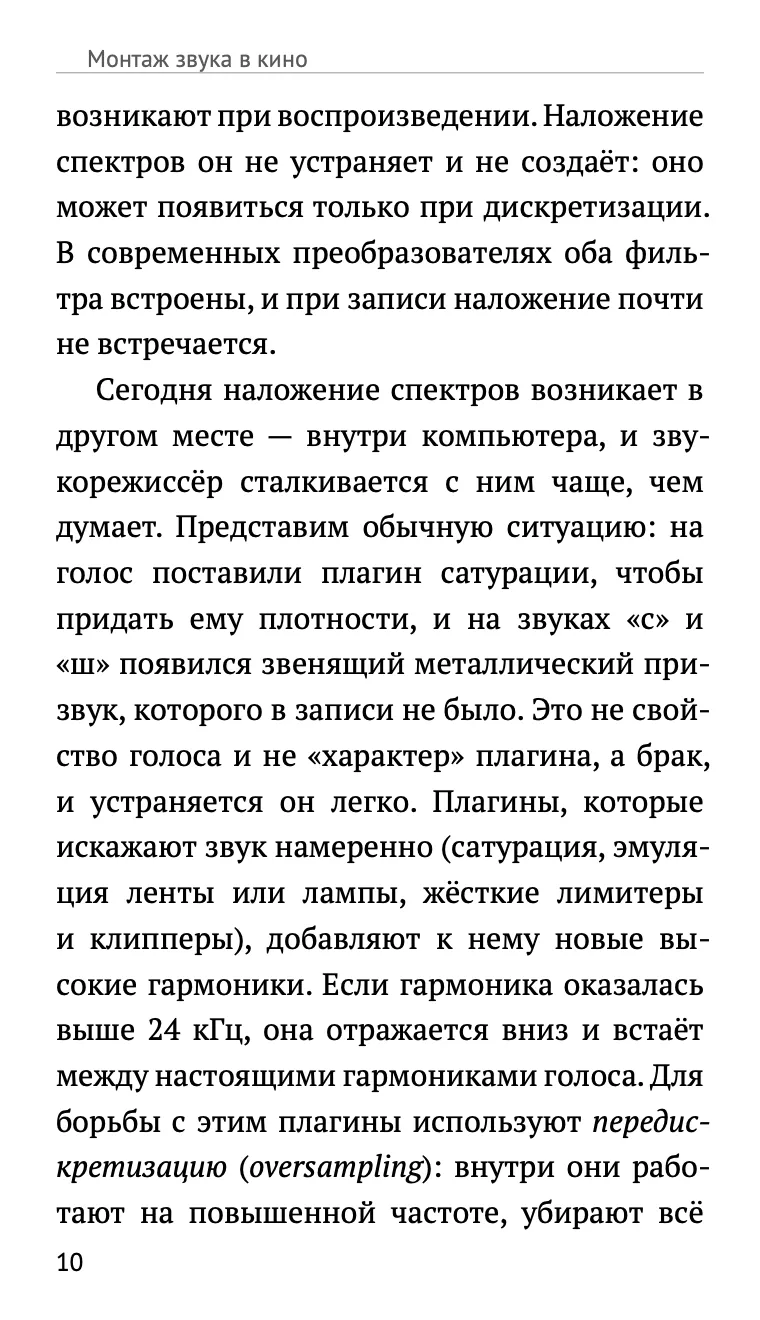 Монтаж звука в кино
возникают при воспроизведении. Наложение
спектров он не устраняет и не создаёт: оно
может появиться только при дискретизации.
В современных преобразователях оба филь-
тра встроены, и при записи наложение почти
не встречается.
Сегодня наложение спектров возникает в
другом месте — внутри компьютера, и зву-
корежиссёр сталкивается с ним чаще, чем
думает. Представим обычную ситуацию: на
голос поставили плагин сатурации, чтобы
придать ему плотности, и на звуках «с» и
«ш» появился звенящий металлический при-
звук, которого в записи не было. Это не свой-
ство голоса и не «характер» плагина, а брак,
и устраняется он легко. Плагины, которые
искажают звук намеренно (сатурация, эмуля-
ция ленты или лампы, жёсткие лимитеры
и клипперы), добавляют к нему новые вы-
сокие гармоники. Если гармоника оказалась
выше 24 кГц, она отражается вниз и встаёт
между настоящими гармониками голоса. Для
борьбы с этим плагины используют передис-
кретизацию (oversampling): внутри они рабо-
тают на повышенной частоте, убирают всё
10